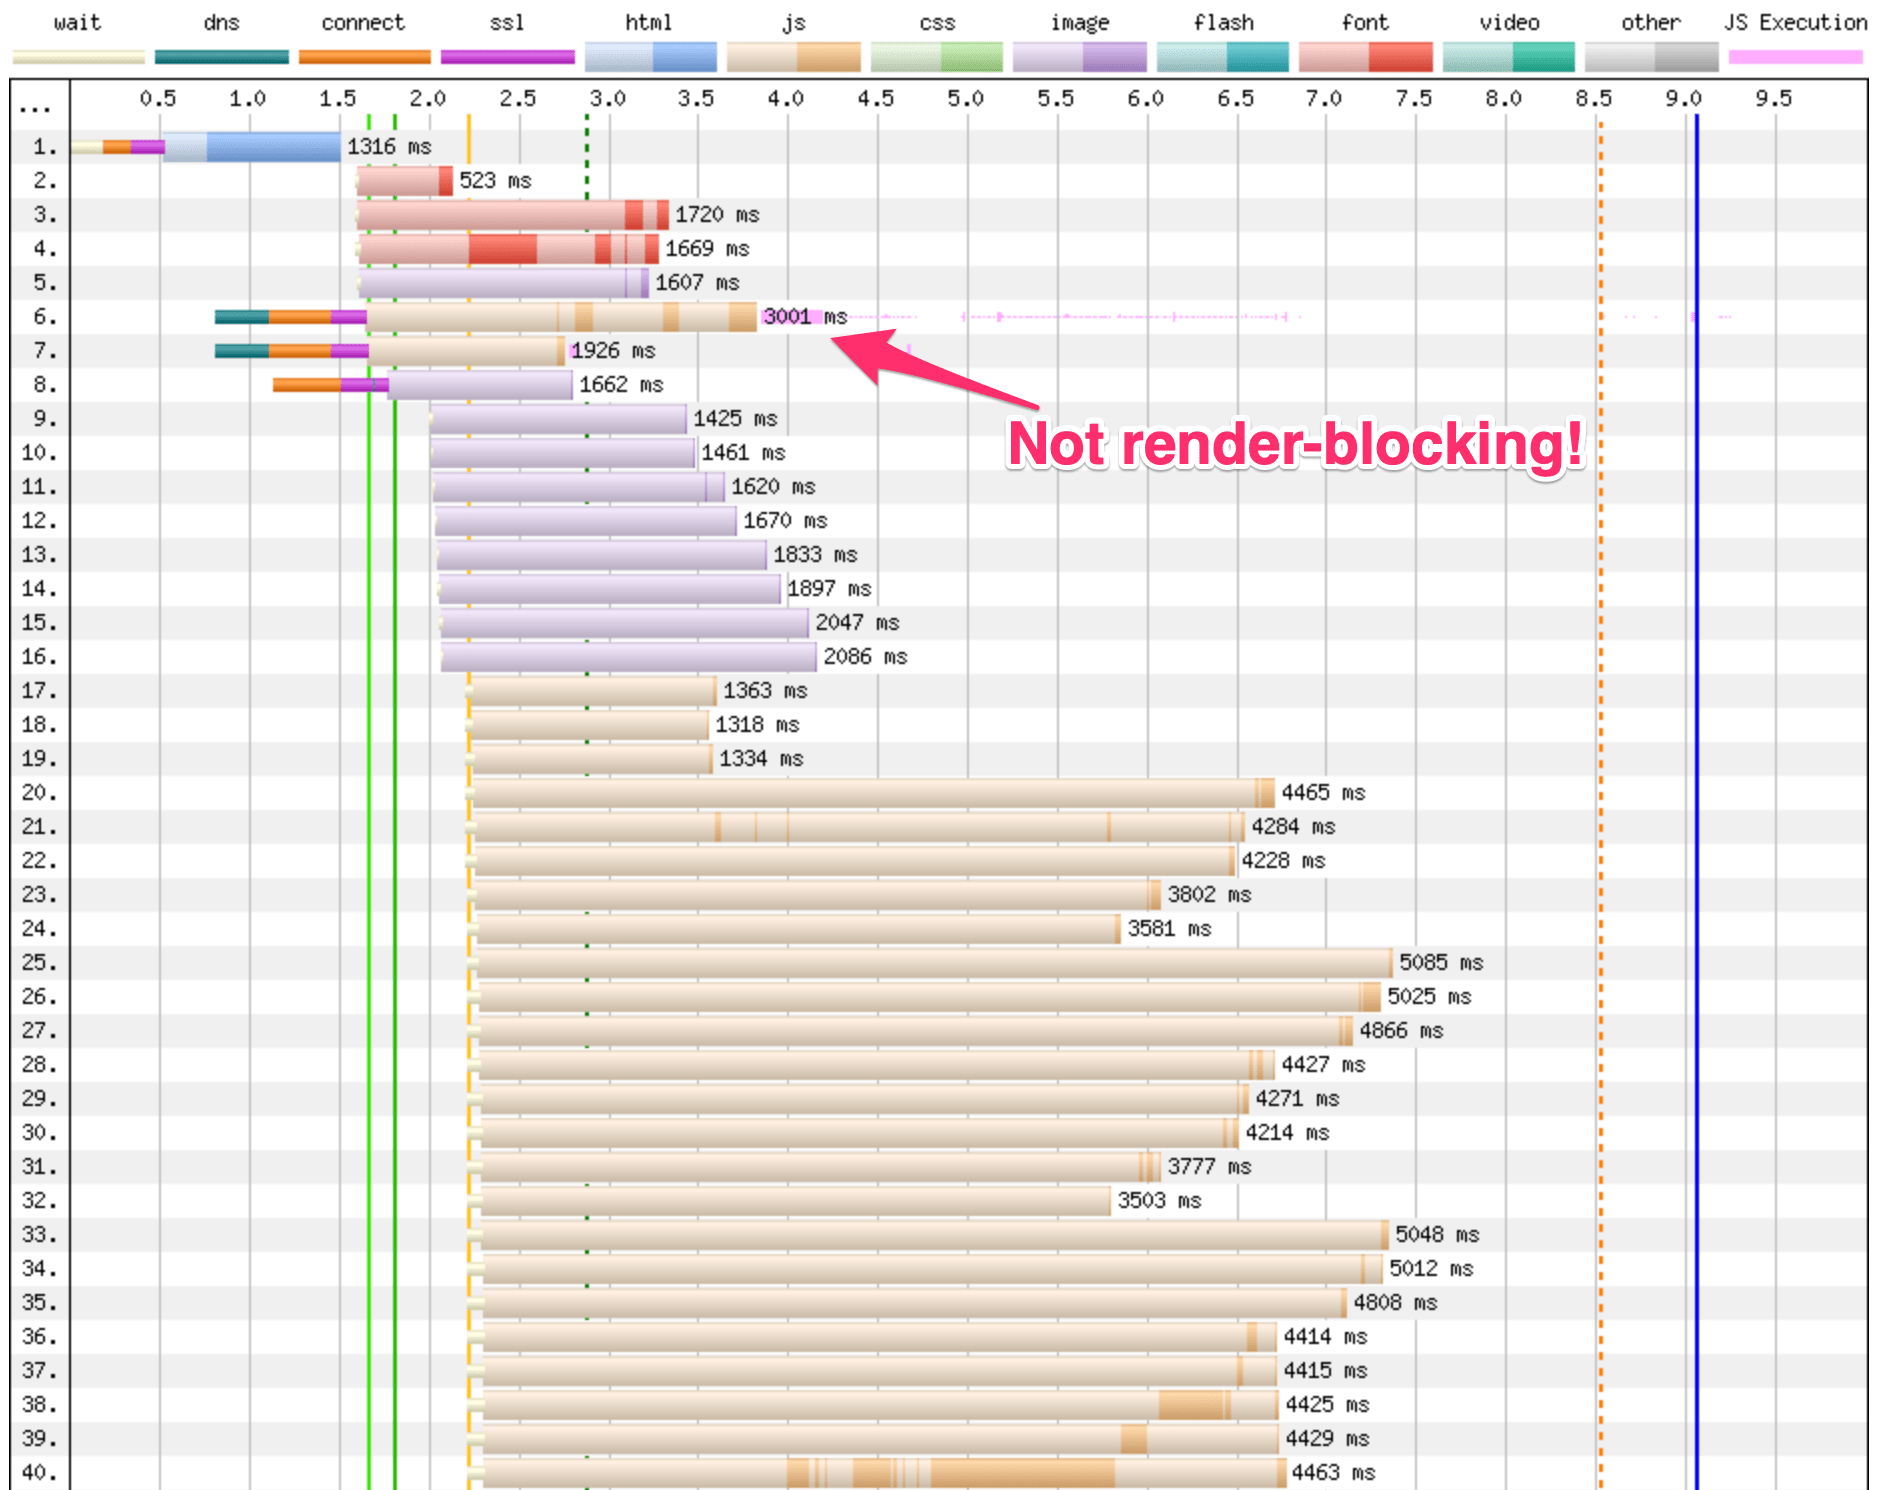 wait dns connect ssl html js css image flash font video other JS Execution
... 0.5 1.0 1.5 2.0 2.5 3.0 3.5 4.0 4.5 5.0 5.5 6.0 6.5 7.0 7.5 8.0 8.5 9.0 9.5
1. 1316 ms
2. 523 ms
3. 1720 ms
4. 1669 ms
5. 1607 ms
6. 3001 ms
7. 1926 ms
8. 1662 ms
9. 1425 ms
Not render-blocking!
10. 1461 ms
11. 1620 ms
12. 1670 ms
13. 1833 ms
14. 1897 ms
15. 2047 ms
16. 2086 ms
17. 1363 ms
18. 1318 ms
19. 1334 ms
20. 4465 ms
21. 4284 ms
22. 4228 ms
23. 3802 ms
24. 3581 ms
25. 5085 ms
26. 5025 ms
27. 4866 ms
28. 4427 ms
29. 4271 ms
30. 4214 ms
31. 3777 ms
32. 3503 ms
33. 5048 ms
34. 5012 ms
35. 4808 ms
36. 4414 ms
37. 4415 ms
38. 4425 ms
39. 4429 ms
40. 4463 ms